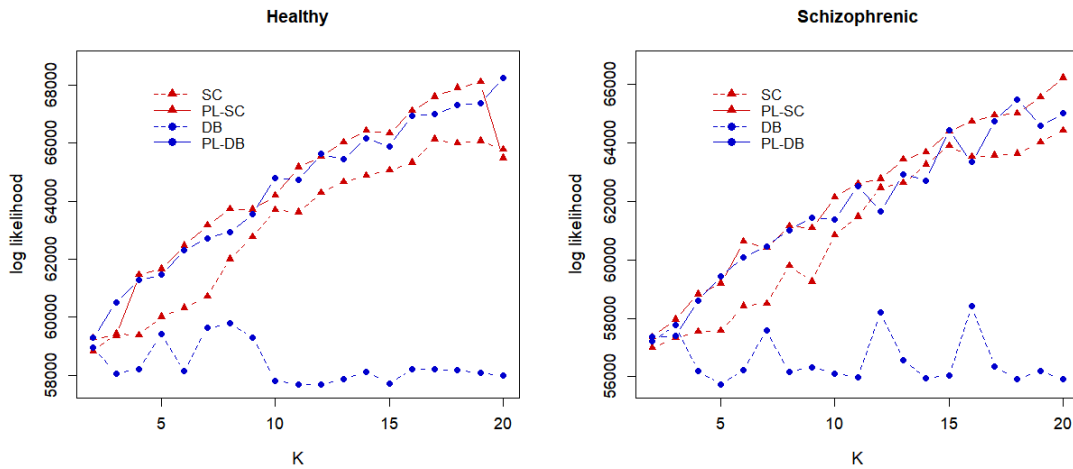 Healthy
log likelihood
68000
66000
64000
62000
60000
58000
SC
PL-SC
DB
PL-DB
5
10
15
20
K
Schizophrenic
log likelihood
66000
64000
62000
60000
58000
56000
SC
PL-SC
DB
PL-DB
5
10
15
20
K